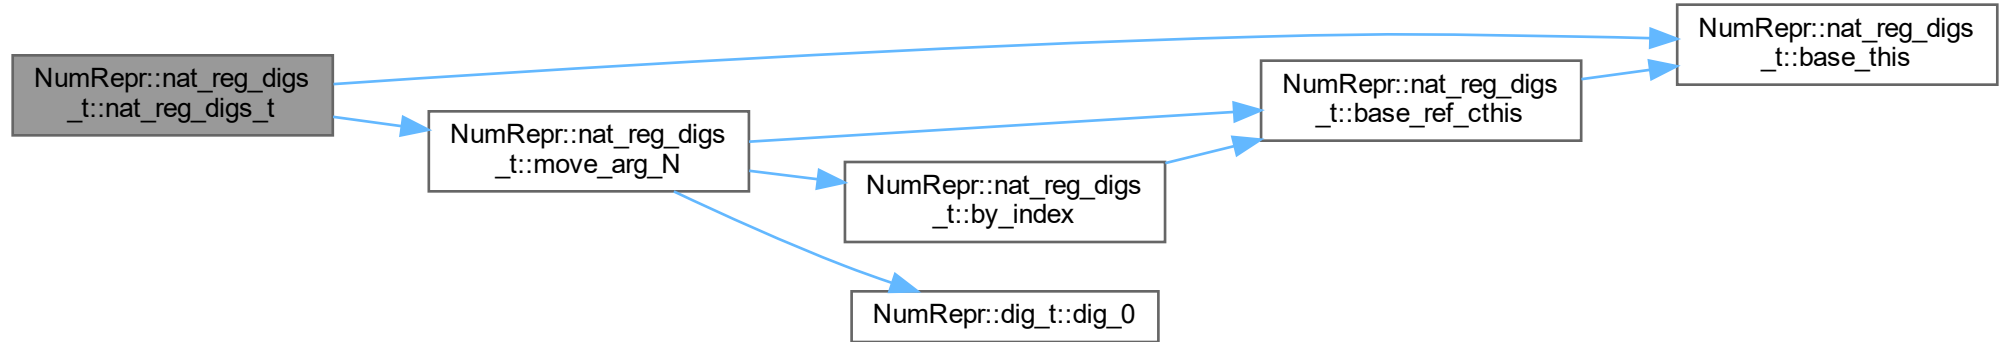 NumRepr::nat_reg_digs
_t::nat_reg_digs_t
NumRepr::nat_reg_digs
_t::move_arg_N
NumRepr::nat_reg_digs
_t::by_index
NumRepr::dig_t::dig_0
NumRepr::nat_reg_digs
_t::base_ref_cthis
NumRepr::nat_reg_digs
_t::base_this